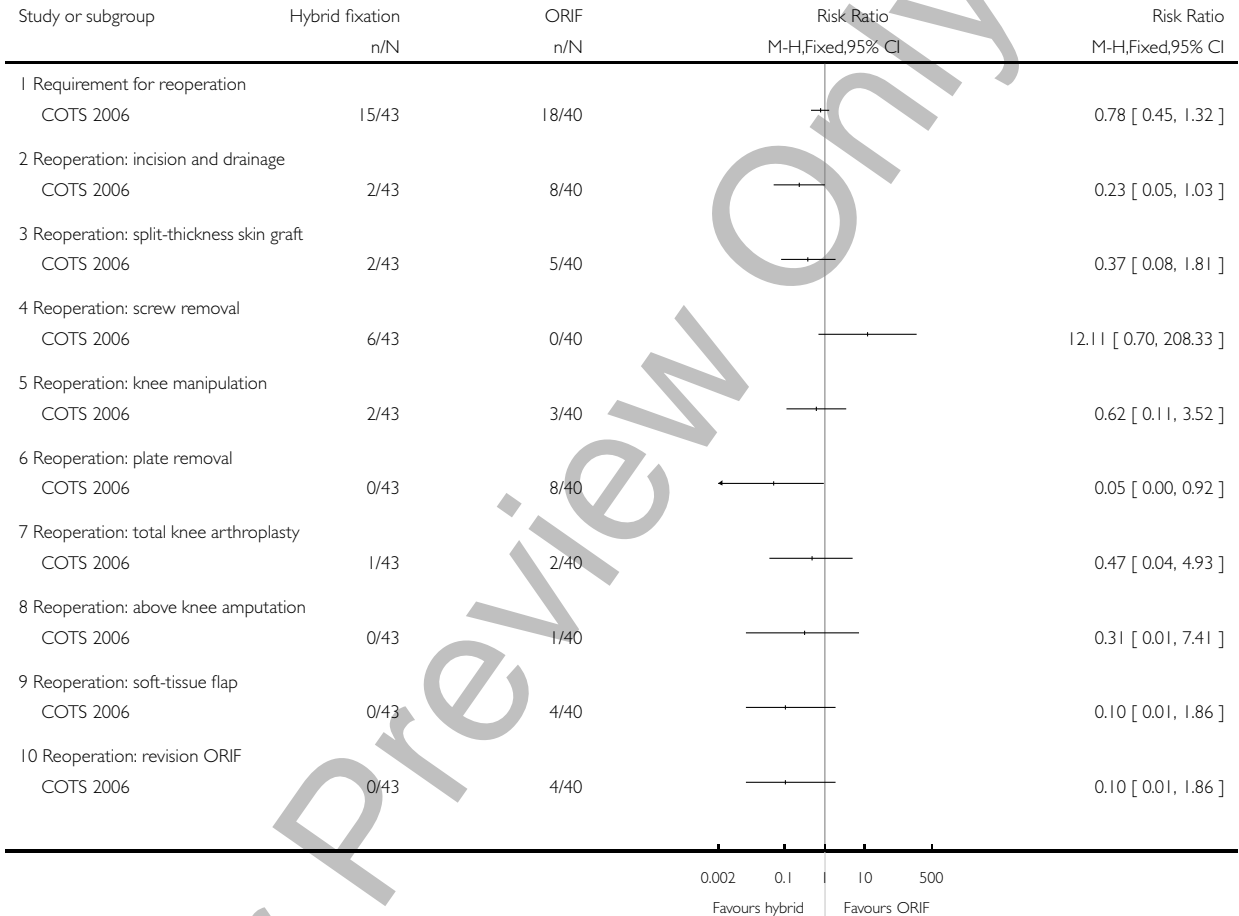 Study or subgroup Hybrid fixation ORIF Risk Ratio Risk Ratio
n/N n/N M-H,Fixed,95% CI M-H,Fixed,95% CI
1 Requirement for reoperation
COTS 2006 15/43 18/40 0.78 [ 0.45, 1.32 ]
2 Reoperation: incision and drainage
COTS 2006 2/43 8/40 0.23 [ 0.05, 1.03 ]
3 Reoperation: split-thickness skin graft
COTS 2006 2/43 5/40 0.37 [ 0.08, 1.81 ]
4 Reoperation: screw removal
COTS 2006 6/43 0/40 12.11 [ 0.70, 208.33 ]
5 Reoperation: knee manipulation
COTS 2006 2/43 3/40 0.62 [ 0.11, 3.52 ]
6 Reoperation: plate removal
COTS 2006 0/43 8/40 0.05 [ 0.00, 0.92 ]
7 Reoperation: total knee arthroplasty
COTS 2006 1/43 2/40 0.47 [ 0.04, 4.93 ]
8 Reoperation: above knee amputation
COTS 2006 0/43 1/40 0.31 [ 0.01, 7.41 ]
9 Reoperation: soft-tissue flap
COTS 2006 0/43 4/40 0.10 [ 0.01, 1.86 ]
10 Reoperation: revision ORIF
COTS 2006 0/43 4/40 0.10 [ 0.01, 1.86 ]
0.002 0.1 1 10 500
Favours hybrid Favours ORIF
Preview Only